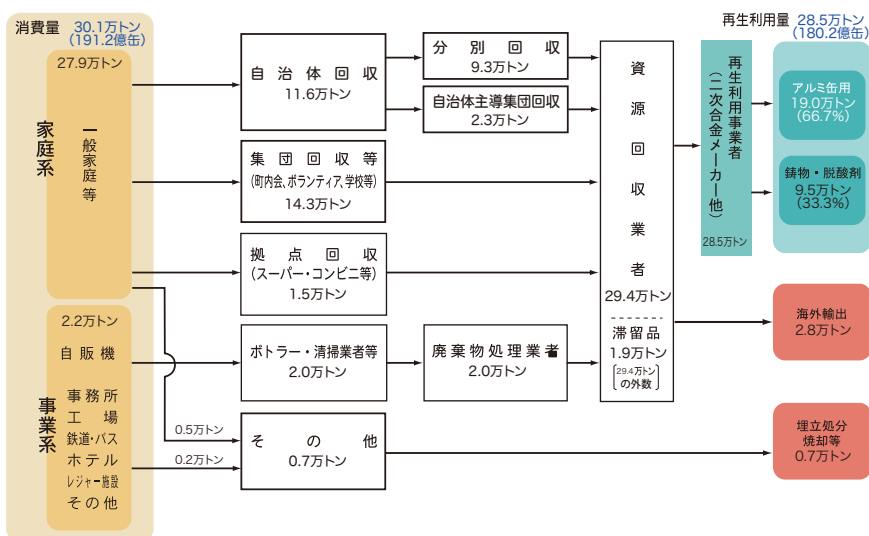 消費量 30.1万トン
(191.2億缶)
27.9万トン
家庭系
一般家庭等
2.2万トン
事業系
自販機
事務所
工場
鉄道・バス
ホテル
レジャー施設
その他
自治体回収
11.6万トン
分別回収
9.3万トン
自治体主導集団回収
2.3万トン
集団回収等
(町内会、ボランティア、学校等)
14.3万トン
拠点回収
(スーパー・コンビニ等)
1.5万トン
ボトラー・清掃業者等
2.0万トン
廃棄物処理業者
2.0万トン
0.5万トン
0.2万トン
その他
0.7万トン
資源回収業者
29.4万トン
滞留品
1.9万トン
29.4万トン
の外数
再生利用事業者
(二次合金メーカー他)
28.5万トン
再生利用量 28.5万トン
(180.2億缶)
アルミ缶用
19.0万トン
(66.7%)
鋳物・脱酸剤
9.5万トン
(33.3%)
海外輸出
2.8万トン
埋立処分
焼却等
0.7万トン